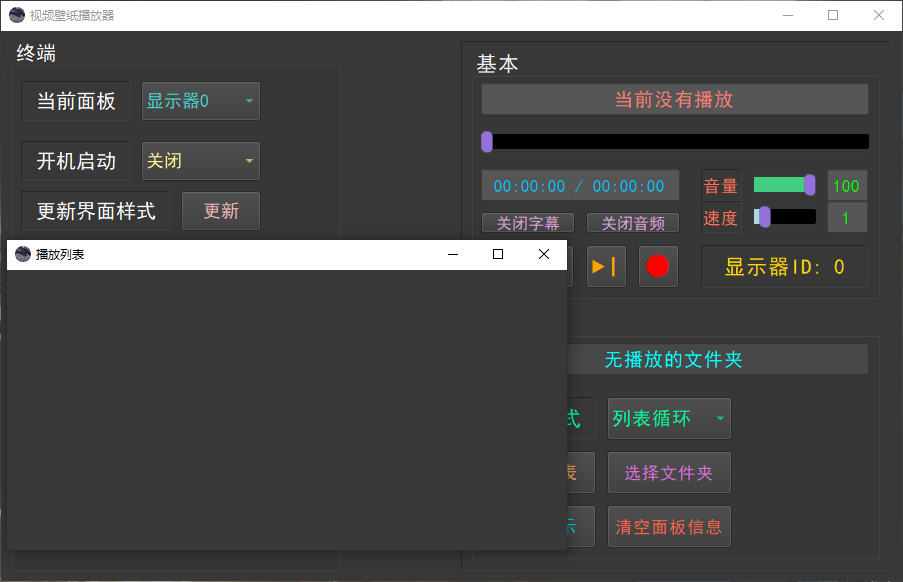 视频壁纸播放器
终端
当前面板
显示器0
开机启动
关闭
更新界面样式
更新
播放列表
基本
当前没有播放
00:00:00 / 00:00:00
音量
100
关闭字幕
关闭音频
速度
1
显示器ID: 0
无播放的文件夹
式
列表循环
表
选择文件夹
示
清空面板信息